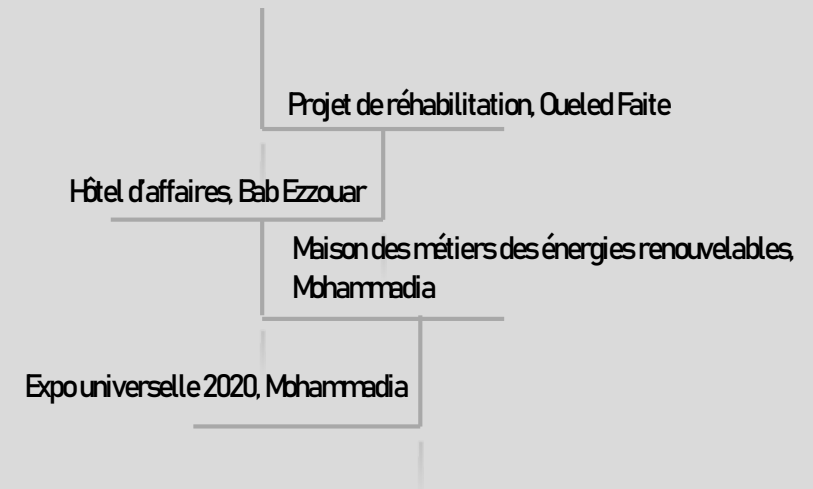 Projet de réhabilitation, Oueled Faite
Hôtel d'affaires, Bab Ezzouar
Maison des métiers des énergies renouvelables,
Mohammadia
Expo universelle 2020, Mohammadia